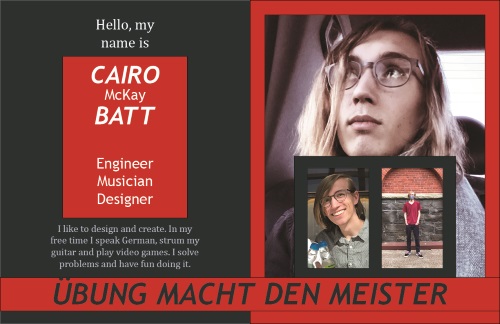 Hello, my
name is
CAIRO
McKay
BATT
Engineer
Musician
Designer
I like to design and create. In my
free time I speak German, strum my
guitar and play video games. I solve
problems and have fun doing it.
ÜBUNG MACHT DEN MEISTER